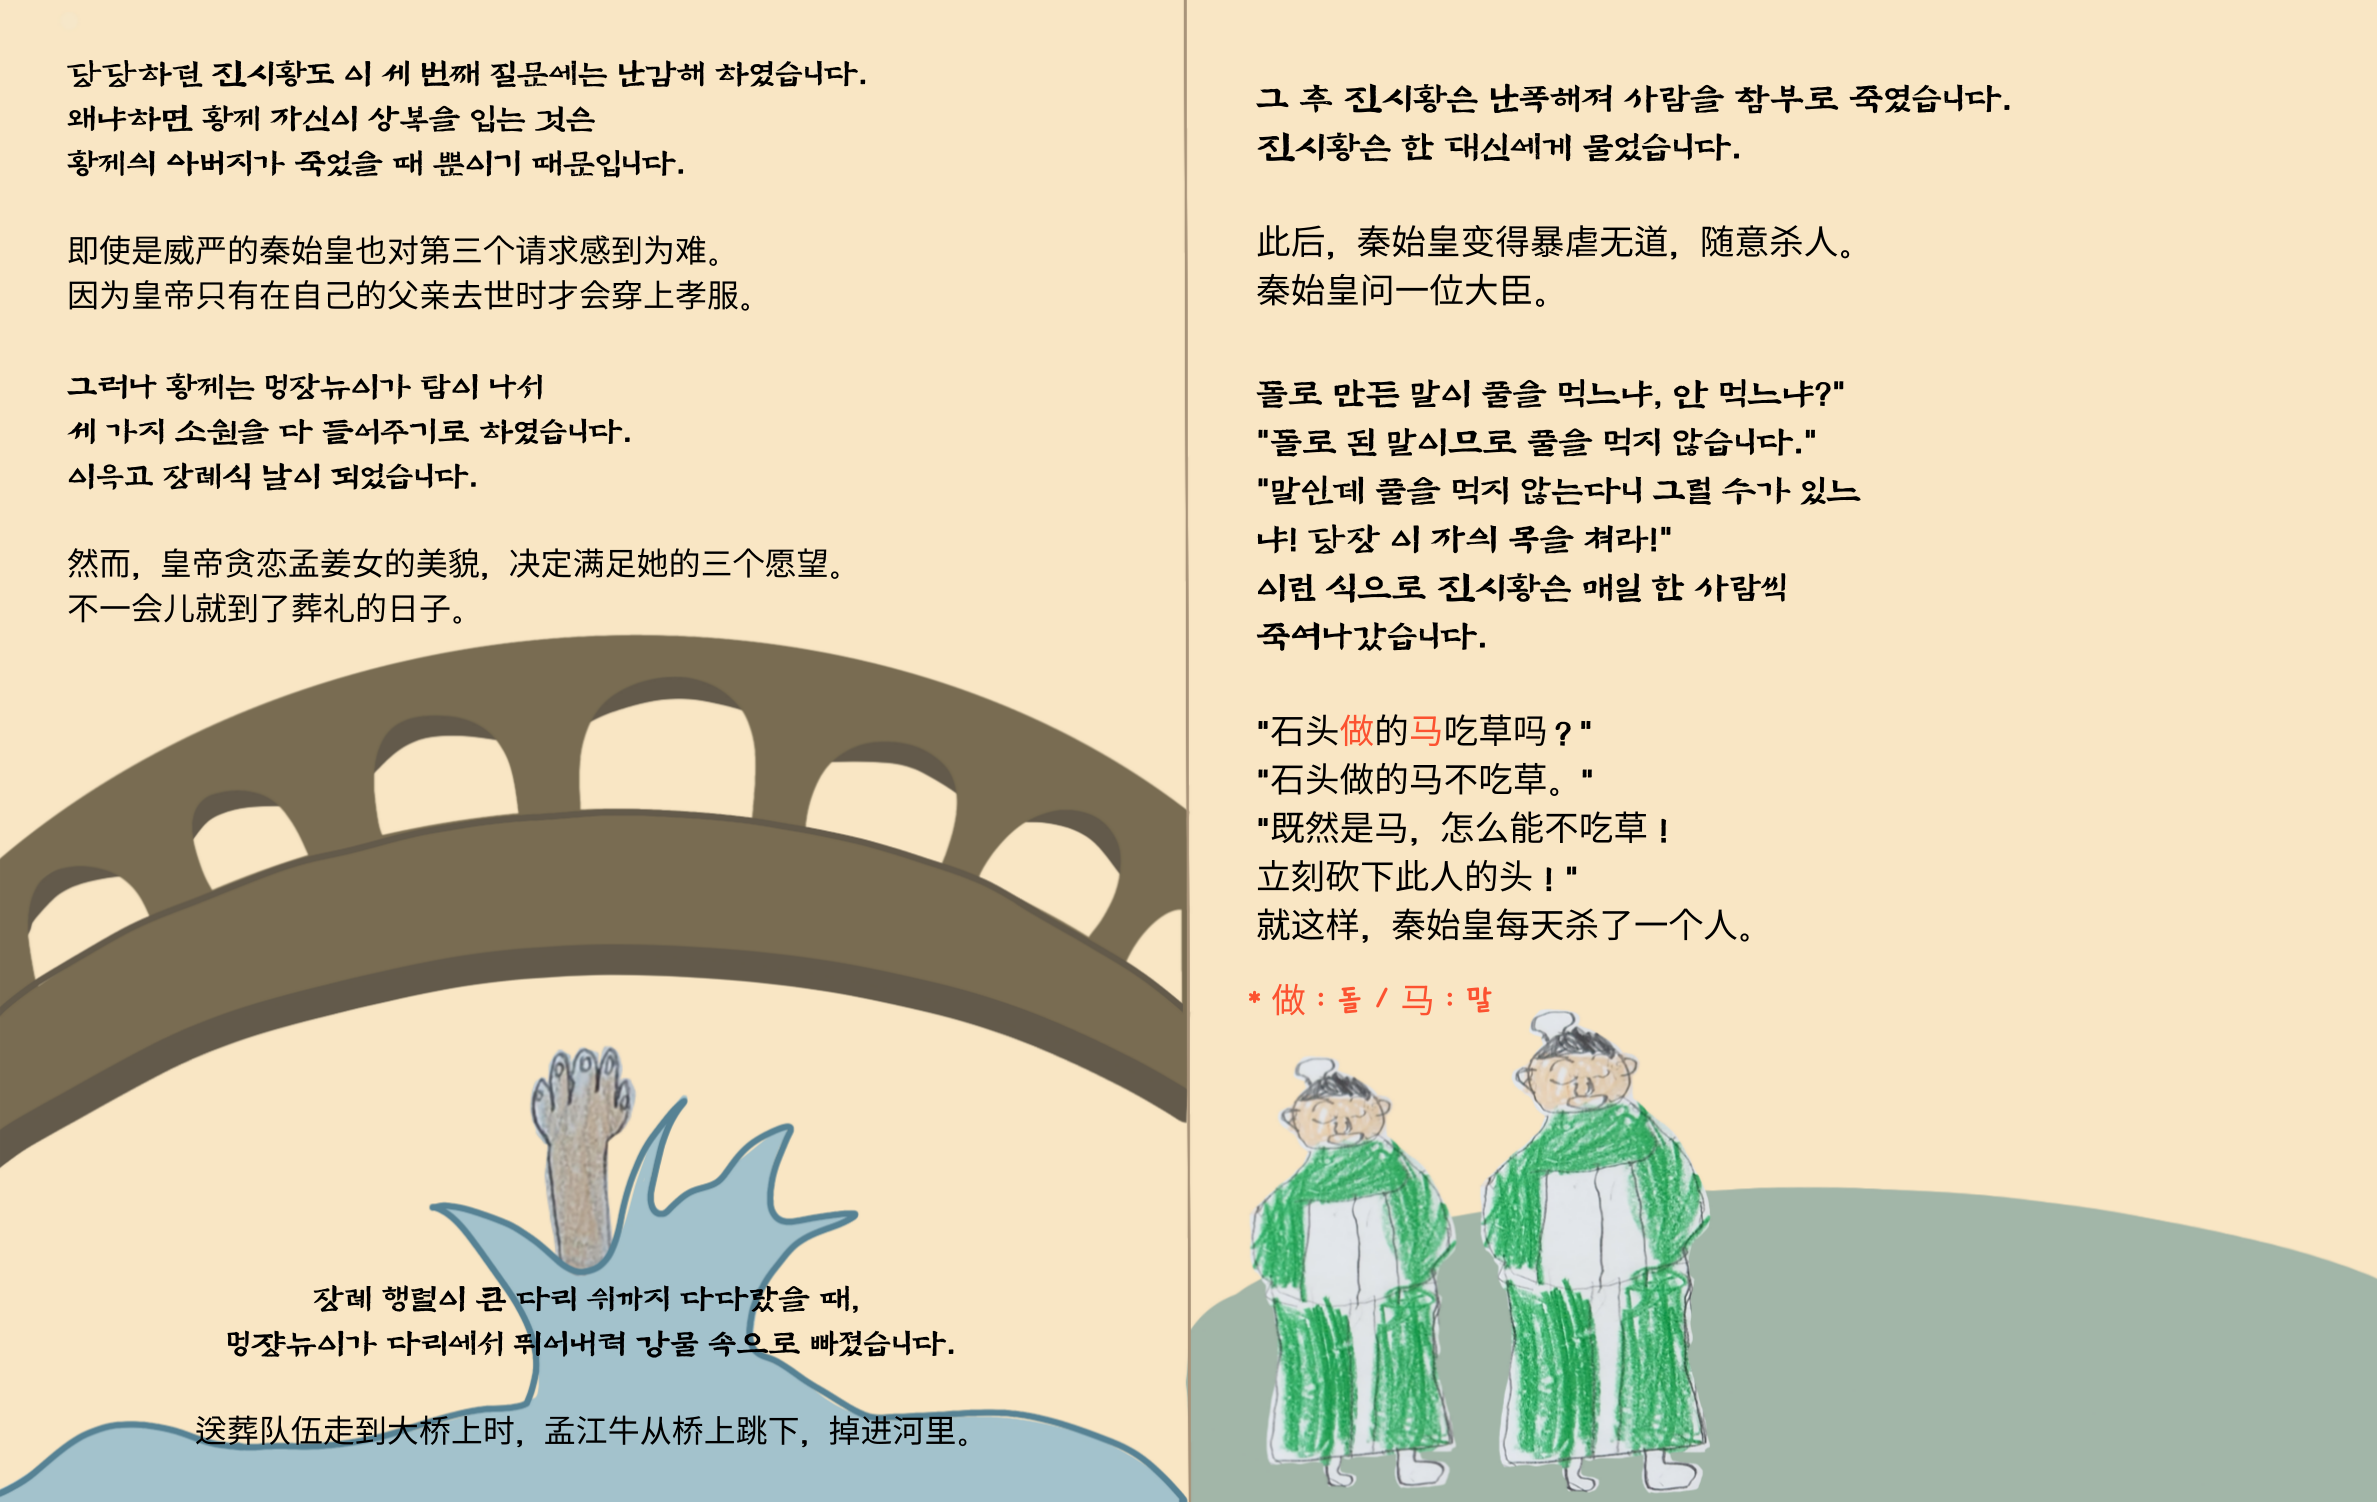 당당하던 진시황도 이 세 번째 질문에는 난감해 하였습니다.
왜냐하면 황제 자신이 상복을 입는 것은
황제의 아버지가 죽었을 때 뿐이기 때문입니다.
即使是威严的秦始皇也对第三个请求感到为难。
因为皇帝只有在自己的父亲去世时才会穿上孝服。
그러나 황제는 멍장뉴이가 탐이 나서
세 가지 소원을 다 들어주기로 하였습니다.
이윽고 장례식 날이 되었습니다.
然而，皇帝贪恋孟姜女的美貌，决定满足她的三个愿望。
不一会儿就到了葬礼的日子。
장례 행렬이 큰 다리 위까지 다다랐을 때,
멍쟝뉴이가 다리에서 뛰어내려 강물 속으로 빠졌습니다.
送葬队伍走到大桥上时，孟江牛从桥上跳下，掉进河里。
그 후 진시황은 난폭해져 사람을 함부로 죽였습니다.
진시황은 한 대신에게 물었습니다.
此后，秦始皇变得暴虐无道，随意杀人。
秦始皇问一位大臣。
돌로 만든 말이 풀을 먹느냐, 안 먹느냐?"
"돌로 된 말이므로 풀을 먹지 않습니다."
"말인데 풀을 먹지 않는다니 그럴 수가 있느
냐! 당장 이 자의 목을 쳐라!"
이런 식으로 진시황은 매일 한 사람씩
죽여나갔습니다.
"石头做的马吃草吗？"
"石头做的马不吃草。"
"既然是马，怎么能不吃草！
立刻砍下此人的头！"
就这样，秦始皇每天杀了一个人。
* 做 : 돌 / 马 : 말